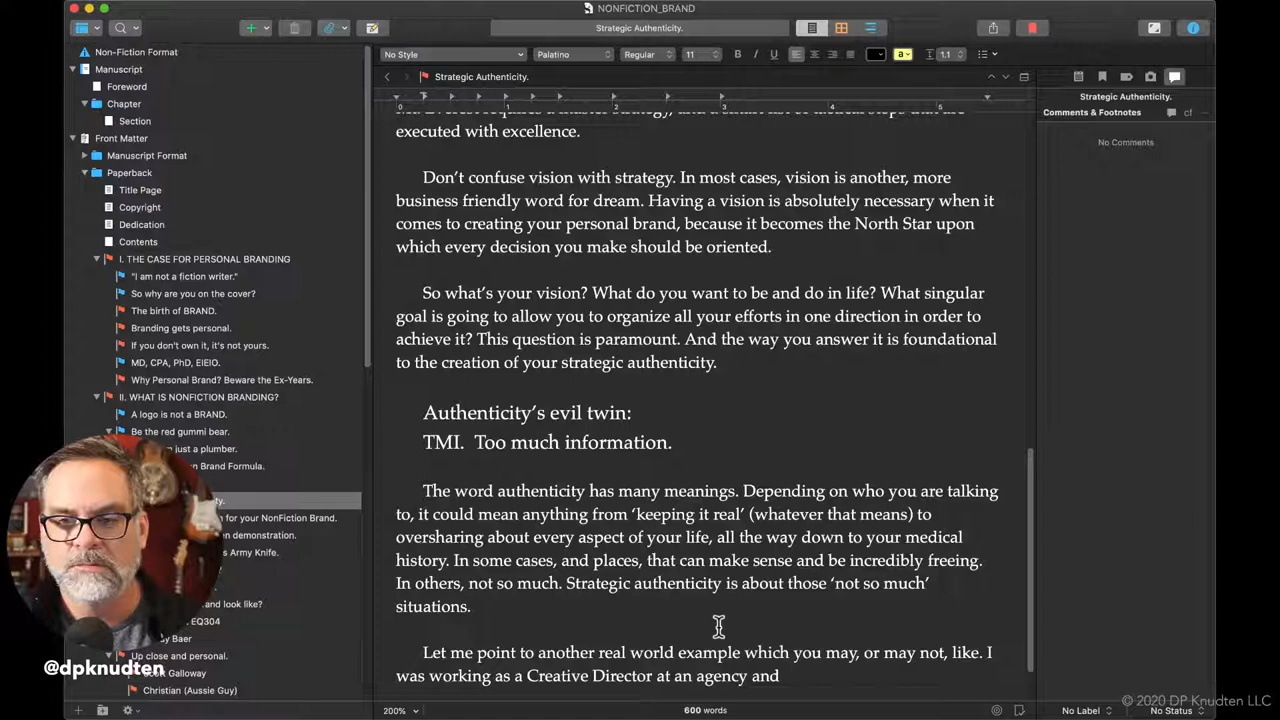 NONFICTION_BRAND
Strategic Authenticity.
No Style
Palatino
Regular
11
B
I
U
a
1.1
Strategic Authenticity.
0 1 2 3 5
Non-Fiction Format
Manuscript
Foreword
Chapter
Section
Front Matter
Manuscript Format
Paperback
Title Page
Copyright
Dedication
Contents
I. THE CASE FOR PERSONAL BRANDING
"I am not a fiction writer."
So why are you on the cover?
The birth of BRAND.
Branding gets personal.
If you don't own it, it's not yours.
MD, CPA, PhD, EIEIO.
Why Personal Brand? Beware the Ex-Years.
II. WHAT IS NONFICTION BRANDING?
A logo is not a BRAND.
Be the red gummi bear.
just a plumber.
Brand Formula.
for your NonFiction Brand.
demonstration.
Army Knife.
and look like?
EQ304
Baer
Up close and personal.
Galloway
Christian (Aussie Guy)
executed with excellence.
Don't confuse vision with strategy. In most cases, vision is another, more
business friendly word for dream. Having a vision is absolutely necessary when it
comes to creating your personal brand, because it becomes the North Star upon
which every decision you make should be oriented.
So what's your vision? What do you want to be and do in life? What singular
goal is going to allow you to organize all your efforts in one direction in order to
achieve it? This question is paramount. And the way you answer it is foundational
to the creation of your strategic authenticity.
Authenticity's evil twin:
TMI. Too much information.
The word authenticity has many meanings. Depending on who you are talking
to, it could mean anything from 'keeping it real' (whatever that means) to
oversharing about every aspect of your life, all the way down to your medical
history. In some cases, and places, that can make sense and be incredibly freeing.
In others, not so much. Strategic authenticity is about those 'not so much'
situations.
Let me point to another real world example which you may, or may not, like. I
was working as a Creative Director at an agency and
Strategic Authenticity.
Comments & Footnotes
cf
No Comments
@dpknudten
200%
600 words
No Label
No Status
© 2020 DP Knudten LLC